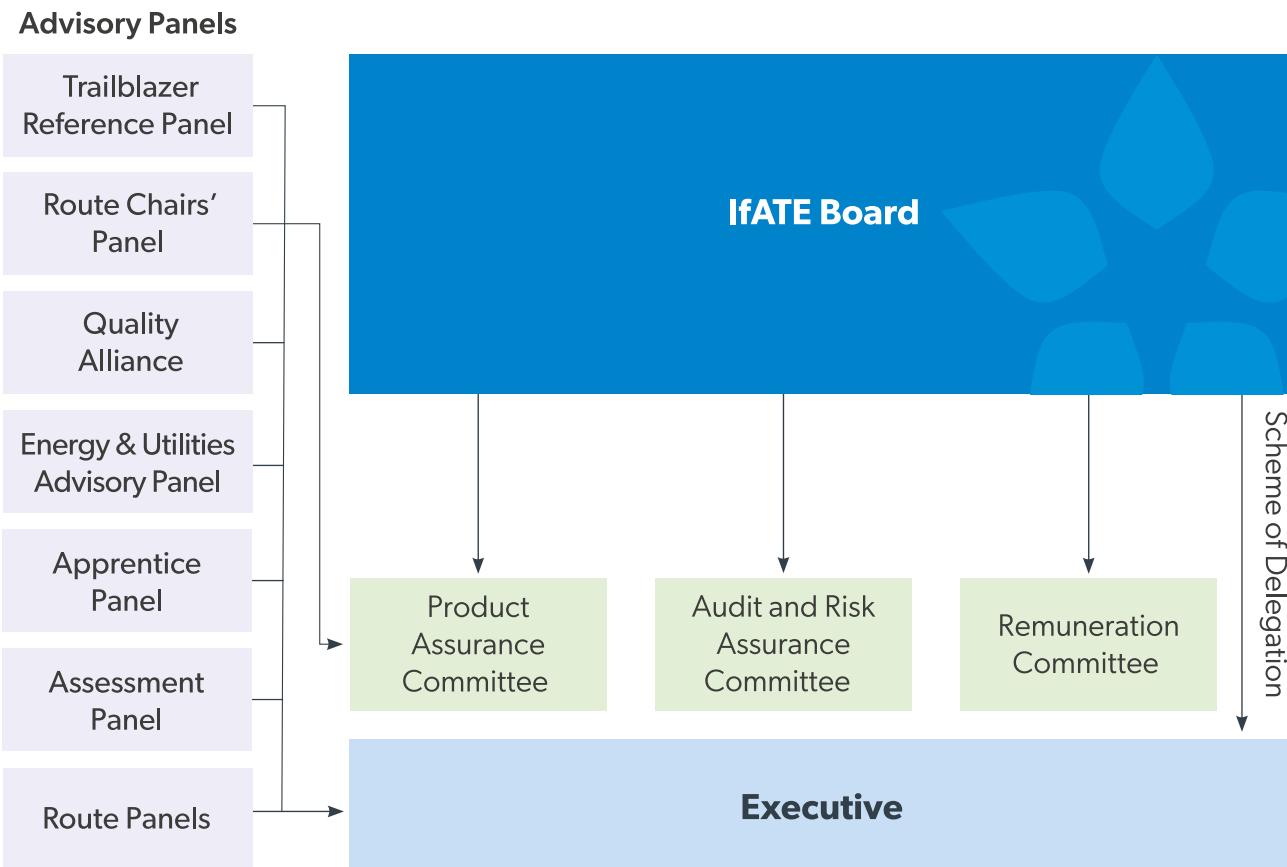 Advisory Panels
Trailblazer
Reference Panel
Route Chairs’
Panel
Quality
Alliance
Energy & Utilities
Advisory Panel
Apprentice
Panel
Assessment
Panel
Route Panels
IfATE Board
Scheme of Delegation
Product
Assurance
Committee
Audit and Risk
Assurance
Committee
Remuneration
Committee
Executive